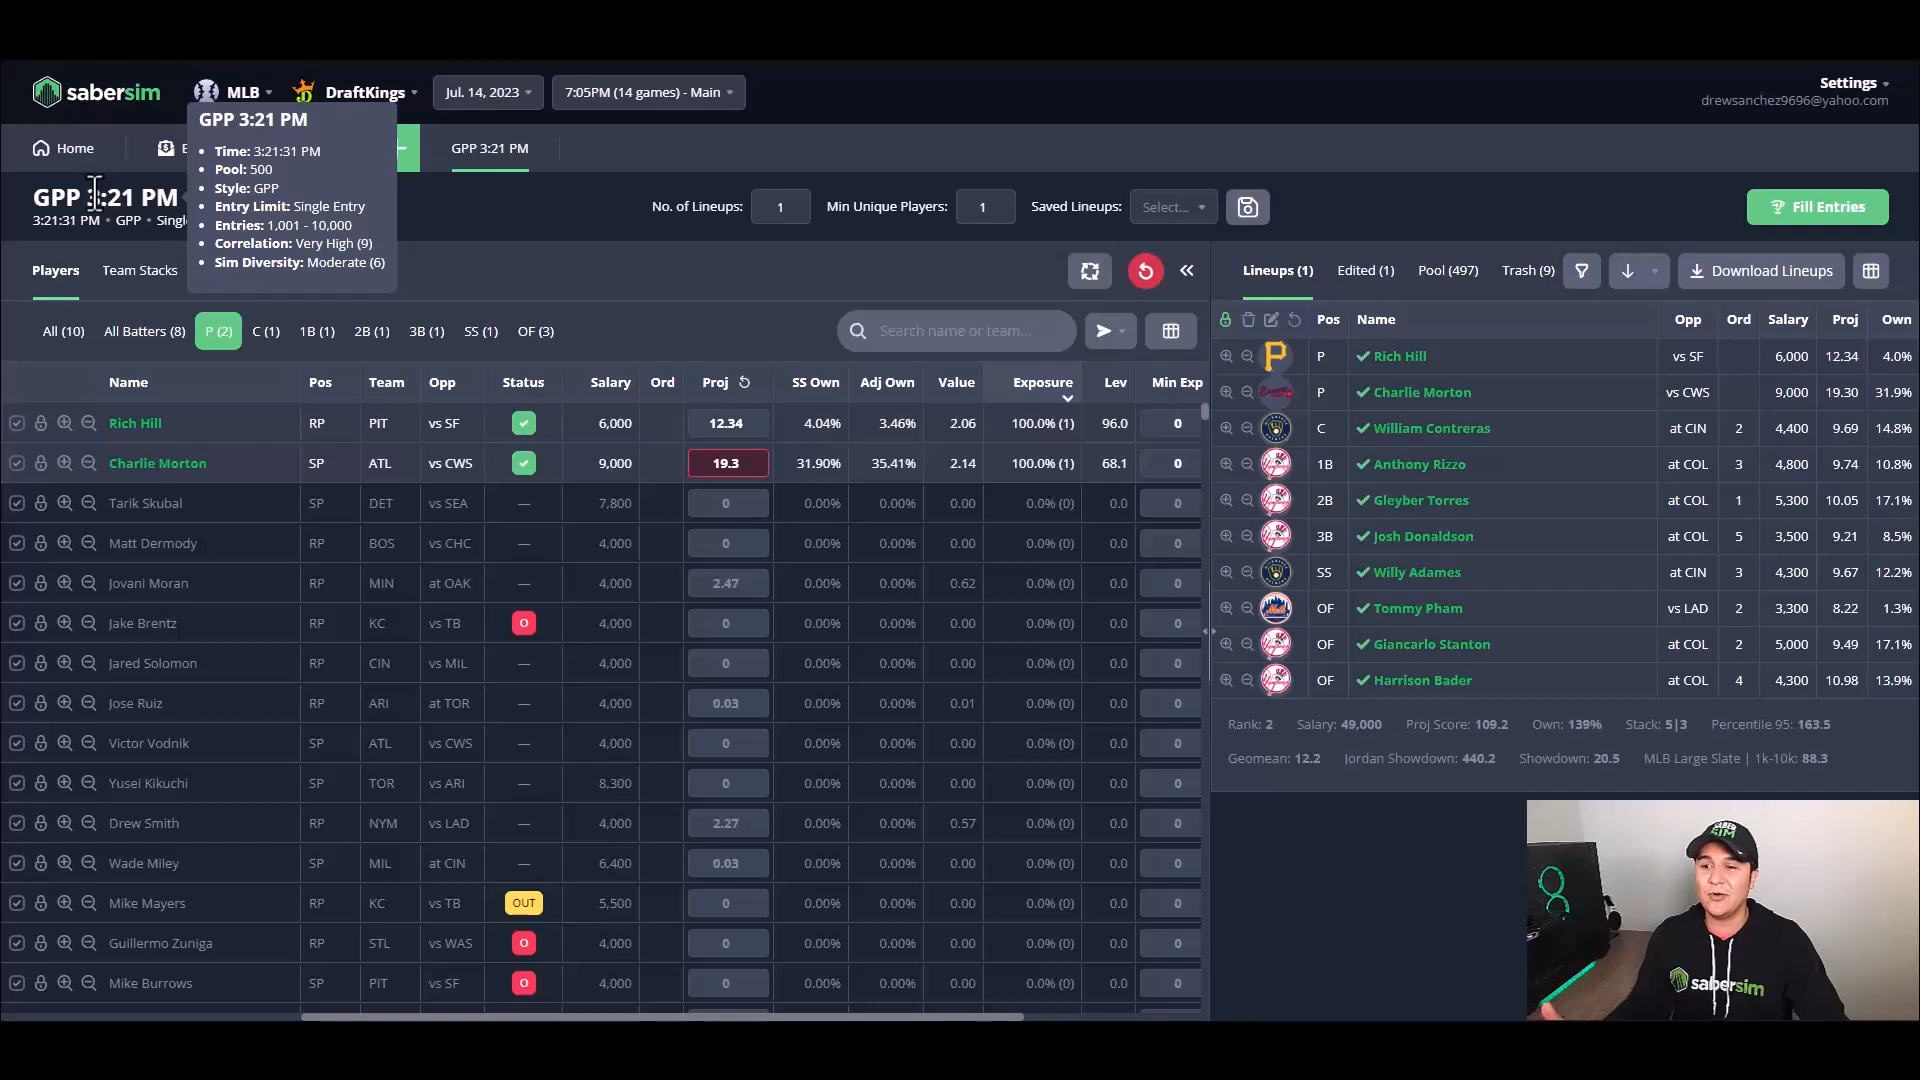 sabersim MLB DraftKings Jul. 14, 2023 7:05PM (14 games) - Main Settings
drewsanchez9696@yahoo.com
GPP 3:21 PM
• Time: 3:21:31 PM
• Pool: 500
• Style: GPP
• Entry Limit: Single Entry
• Entries: 1,001 - 10,000
• Correlation: Very High (9)
• Sim Diversity: Moderate (6)
Home E GPP 3:21 PM
GPP 3:21 PM
3:21:31 PM • GPP • Singl
No. of Lineups: 1 Min Unique Players: 1 Saved Lineups: Select... Fill Entries
Players Team Stacks
Lineups (1) Edited (1) Pool (497) Trash (9) Download Lineups
All (10) All Batters (8) P (2) C (1) 1B (1) 2B (1) 3B (1) SS (1) OF (3) Search name or team...
Name Pos Team Opp Status Salary Ord Proj SS Own Adj Own Value Exposure Lev Min Exp
Rich Hill RP PIT vs SF 6,000 12.34 4.04% 3.46% 2.06 100.0% (1) 96.0 0
Charlie Morton SP ATL vs CWS 9,000 19.3 31.90% 35.41% 2.14 100.0% (1) 68.1 0
Tarik Skubal SP DET vs SEA — 7,800 0 0.00% 0.00% 0.00 0.0% (0) 0.0 0
Matt Dermody RP BOS vs CHC — 4,000 0 0.00% 0.00% 0.00 0.0% (0) 0.0 0
Jovani Moran RP MIN at OAK — 4,000 2.47 0.00% 0.00% 0.62 0.0% (0) 0.0 0
Jake Brentz RP KC vs TB O 4,000 0 0.00% 0.00% 0.00 0.0% (0) 0.0 0
Jared Solomon RP CIN vs MIL — 4,000 0 0.00% 0.00% 0.00 0.0% (0) 0.0 0
Jose Ruiz RP ARI at TOR — 4,000 0.03 0.00% 0.00% 0.01 0.0% (0) 0.0 0
Victor Vodnik SP ATL vs CWS — 4,000 0 0.00% 0.00% 0.00 0.0% (0) 0.0 0
Yusei Kikuchi SP TOR vs ARI — 8,300 0 0.00% 0.00% 0.00 0.0% (0) 0.0 0
Drew Smith RP NYM vs LAD — 4,000 2.27 0.00% 0.00% 0.57 0.0% (0) 0.0 0
Wade Miley SP MIL at CIN — 6,400 0.03 0.00% 0.00% 0.00 0.0% (0) 0.0 0
Mike Mayers RP KC vs TB OUT 5,500 0 0.00% 0.00% 0.00 0.0% (0) 0.0 0
Guillermo Zuniga RP STL vs WAS O 4,000 0 0.00% 0.00% 0.00 0.0% (0) 0.0 0
Mike Burrows SP PIT vs SF O 4,000 0 0.00% 0.00% 0.00 0.0% (0) 0.0 0
Pos Name Opp Ord Salary Proj Own
P Rich Hill vs SF 6,000 12.34 4.0%
P Charlie Morton vs CWS 9,000 19.30 31.9%
C William Contreras at CIN 2 4,400 9.69 14.8%
1B Anthony Rizzo at COL 3 4,800 9.74 10.8%
2B Gleyber Torres at COL 1 5,300 10.05 17.1%
3B Josh Donaldson at COL 5 3,500 9.21 8.5%
SS Willy Adames at CIN 3 4,300 9.67 12.2%
OF Tommy Pham vs LAD 2 3,300 8.22 1.3%
OF Giancarlo Stanton at COL 2 5,000 9.49 17.1%
OF Harrison Bader at COL 4 4,300 10.98 13.9%
Rank: 2 Salary: 49,000 Proj Score: 109.2 Own: 139% Stack: 5|3 Percentile 95: 163.5
Geomean: 12.2 Jordan Showdown: 440.2 Showdown: 20.5 MLB Large Slate | 1k-10k: 88.3
SABER
SIM
sabersim